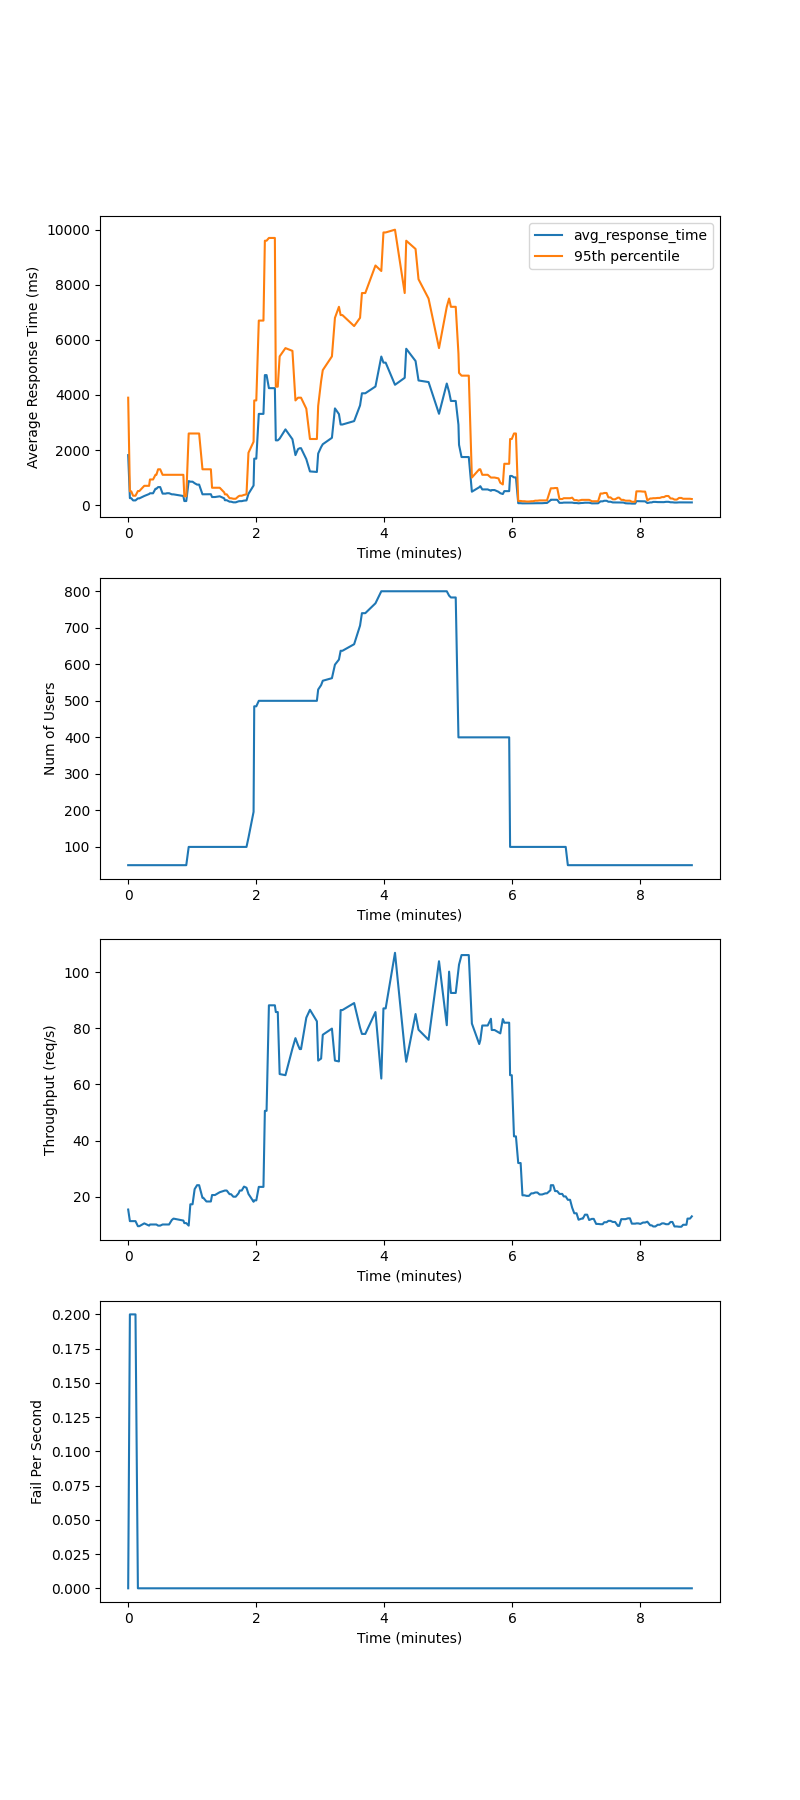 10000
8000
6000
4000
2000
0
Average Response Time (ms)
avg_response_time
95th percentile
0 2 4 6 8
Time (minutes)
800
700
600
500
400
300
200
100
Num of Users
0 2 4 6 8
Time (minutes)
100
80
60
40
20
Throughput (req/s)
0 2 4 6 8
Time (minutes)
0.200
0.175
0.150
0.125
0.100
0.075
0.050
0.025
0.000
Fail Per Second
0 2 4 6 8
Time (minutes)